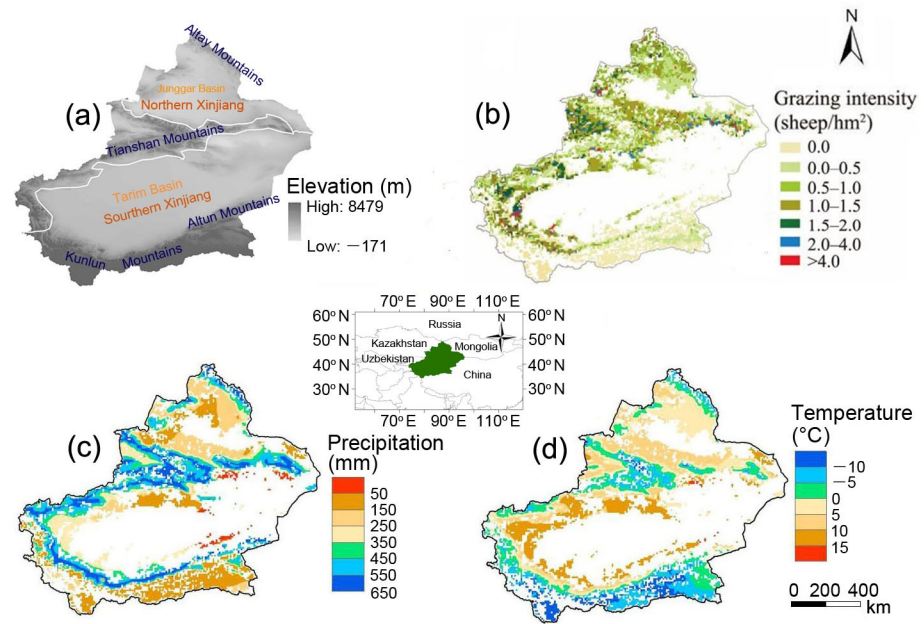 (a)
Altay Mountains
Junggar Basin
Northern Xinjiang
Tianshan Mountains
Tarim Basin
Sourthern Xinjiang
Altun Mountains
Kunlun Mountains
Elevation (m)
High: 8479
Low: −171
(b)
N
Grazing intensity
(sheep/hm²)
0.0
0.0–0.5
0.5–1.0
1.0–1.5
1.5–2.0
2.0–4.0
>4.0
70° E 90° E 110° E
60° N
50° N
40° N
30° N
N
Russia
Kazakhstan
Mongolia
Uzbekistan
China
60° N
50° N
40° N
30° N
70° E 90° E 110° E
(c)
Precipitation
(mm)
50
150
250
350
450
550
650
(d)
Temperature
(°C)
−10
−5
0
5
10
15
0 200 400
km